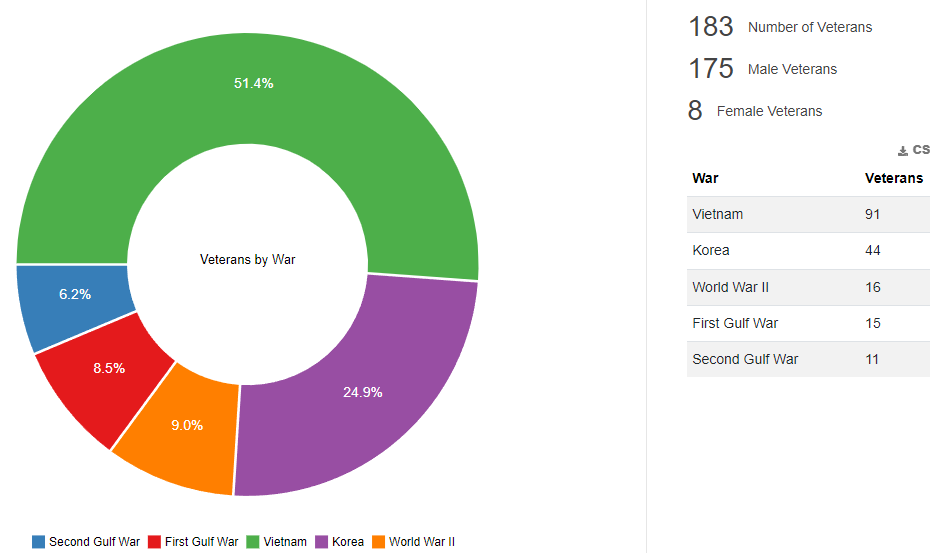 51.4%
6.2%
8.5%
9.0%
24.9%
Veterans by War
Second Gulf War First Gulf War Vietnam Korea World War II
183 Number of Veterans
175 Male Veterans
8 Female Veterans
CS
War Veterans
Vietnam 91
Korea 44
World War II 16
First Gulf War 15
Second Gulf War 11